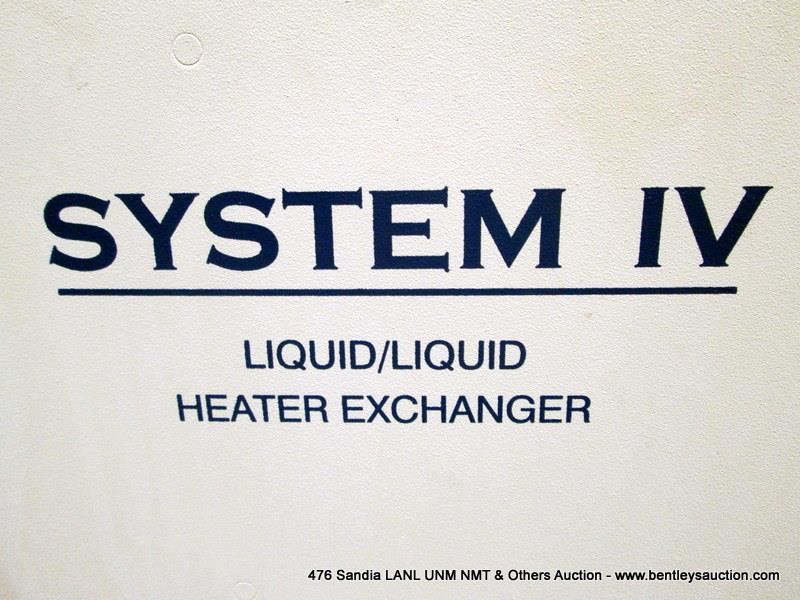 SYSTEM IV
LIQUID/LIQUID
HEATER EXCHANGER
476 Sandia LANL UNM NMT & Others Auction - www.bentleysauction.com